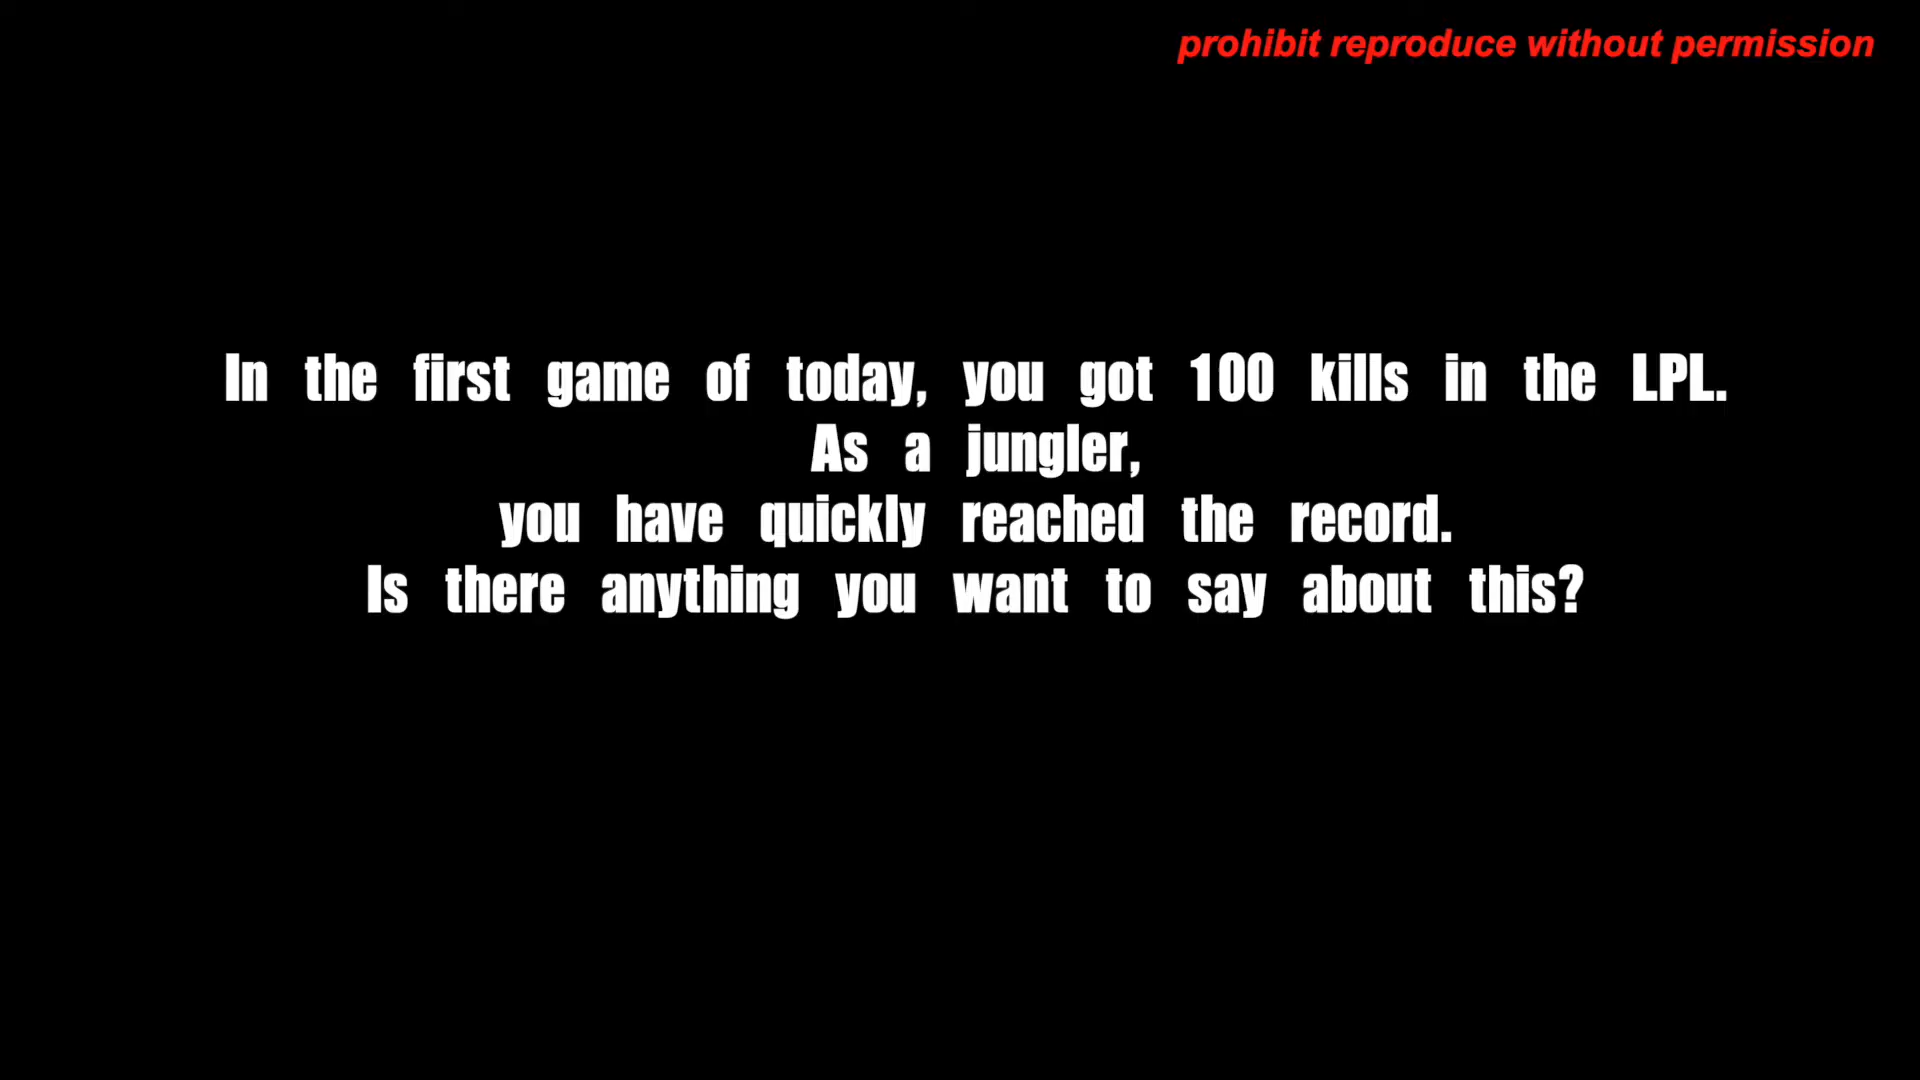 prohibit reproduce without permission
In the first game of today, you got 100 kills in the LPL.
As a jungler,
you have quickly reached the record.
Is there anything you want to say about this?